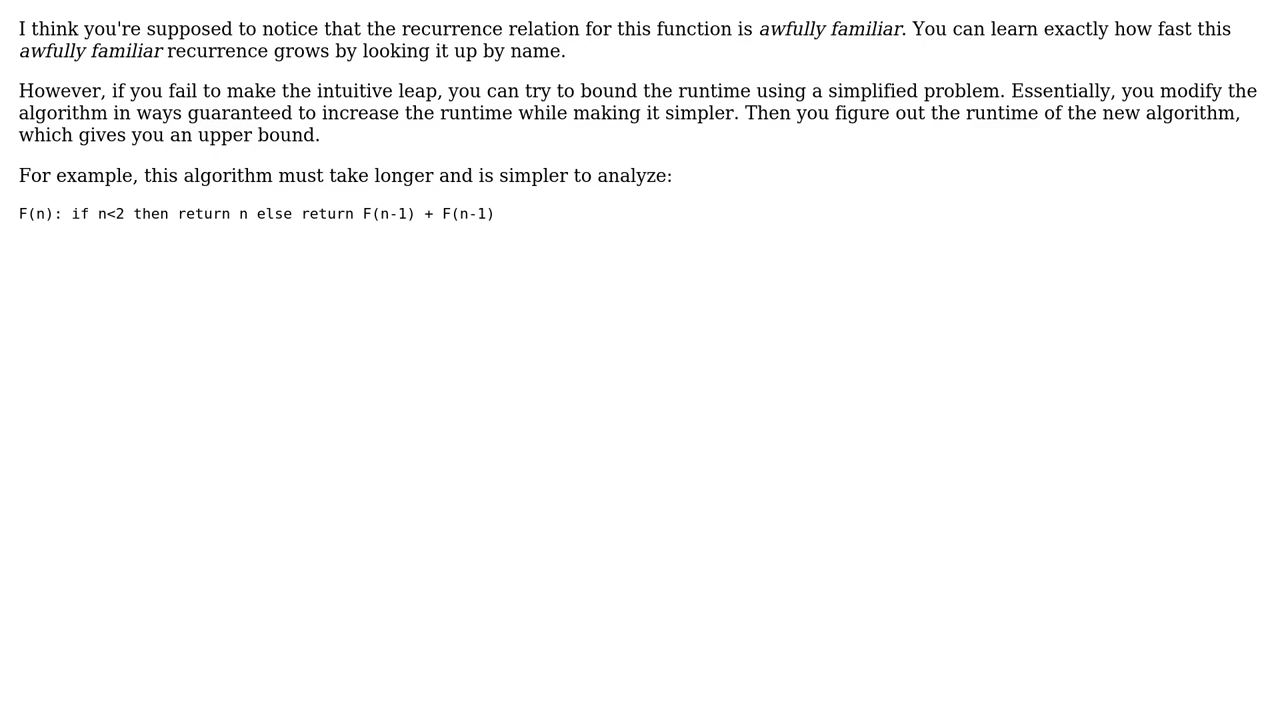 I think you're supposed to notice that the recurrence relation for this function is awfully familiar. You can learn exactly how fast this
awfully familiar recurrence grows by looking it up by name.
However, if you fail to make the intuitive leap, you can try to bound the runtime using a simplified problem. Essentially, you modify the
algorithm in ways guaranteed to increase the runtime while making it simpler. Then you figure out the runtime of the new algorithm,
which gives you an upper bound.
For example, this algorithm must take longer and is simpler to analyze:
F(n): if n<2 then return n else return F(n-1) + F(n-1)